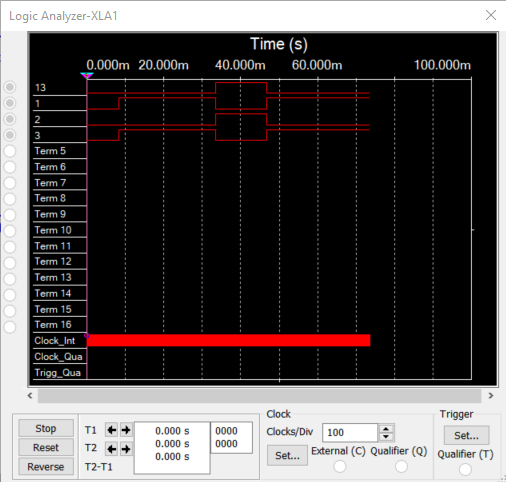 Logic Analyzer-XLA1
Time (s)
0.000m 20.000m 40.000m 60.000m 100.000m
13
1
2
3
Term 5
Term 6
Term 7
Term 8
Term 9
Term 10
Term 11
Term 12
Term 13
Term 14
Term 15
Term 16
Clock_Int
Clock_Qua
Trigg_Qua
Stop
Reset
Reverse
T1
T2
T2-T1
0.000 s 0000
0.000 s 0000
0.000 s
Clock
Clocks/Div 100
Set...
External (C) Qualifier (Q)
Trigger
Set...
Qualifier (T)